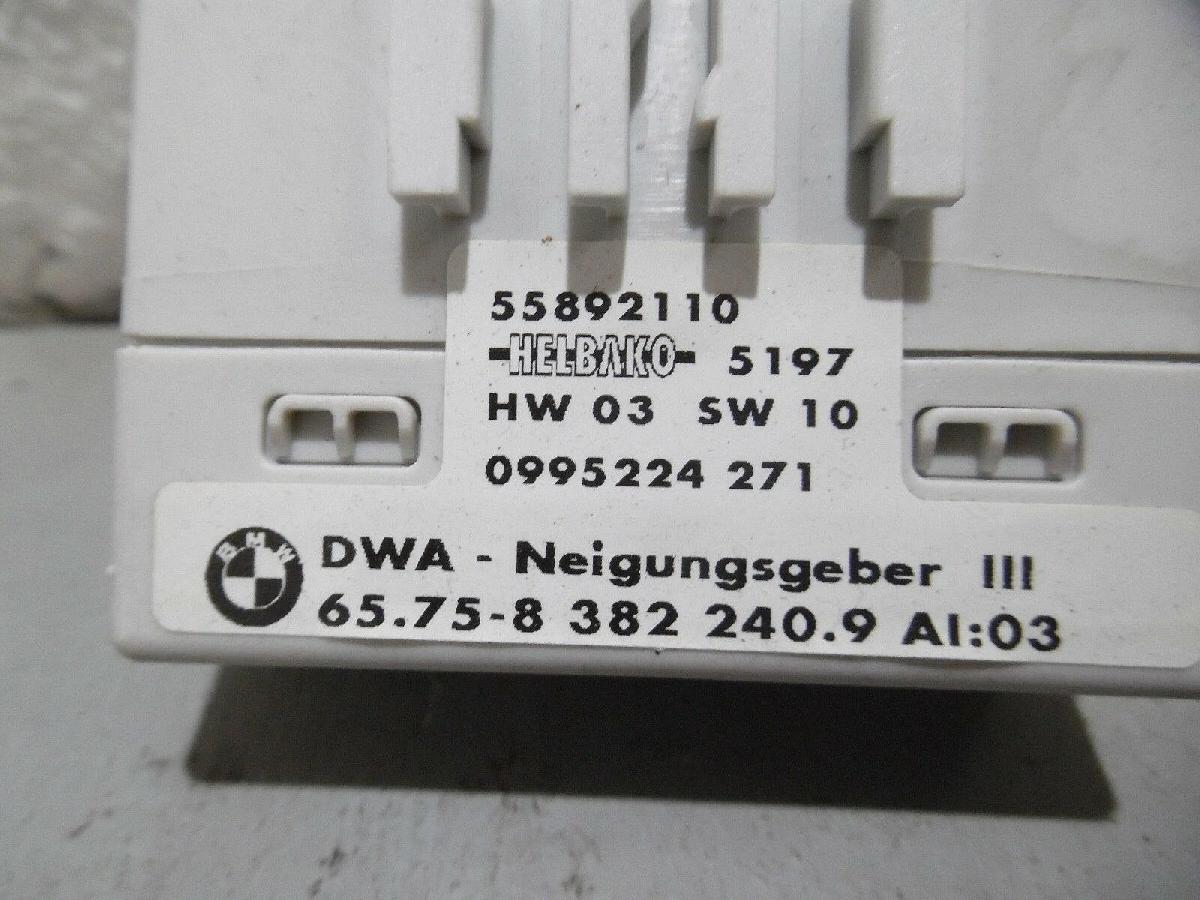 55892110
HELBAKO 5197
HW 03 SW 10
0995224 271
BMW
DWA - Neigungsgeber III
65.75-8 382 240.9 AI:03